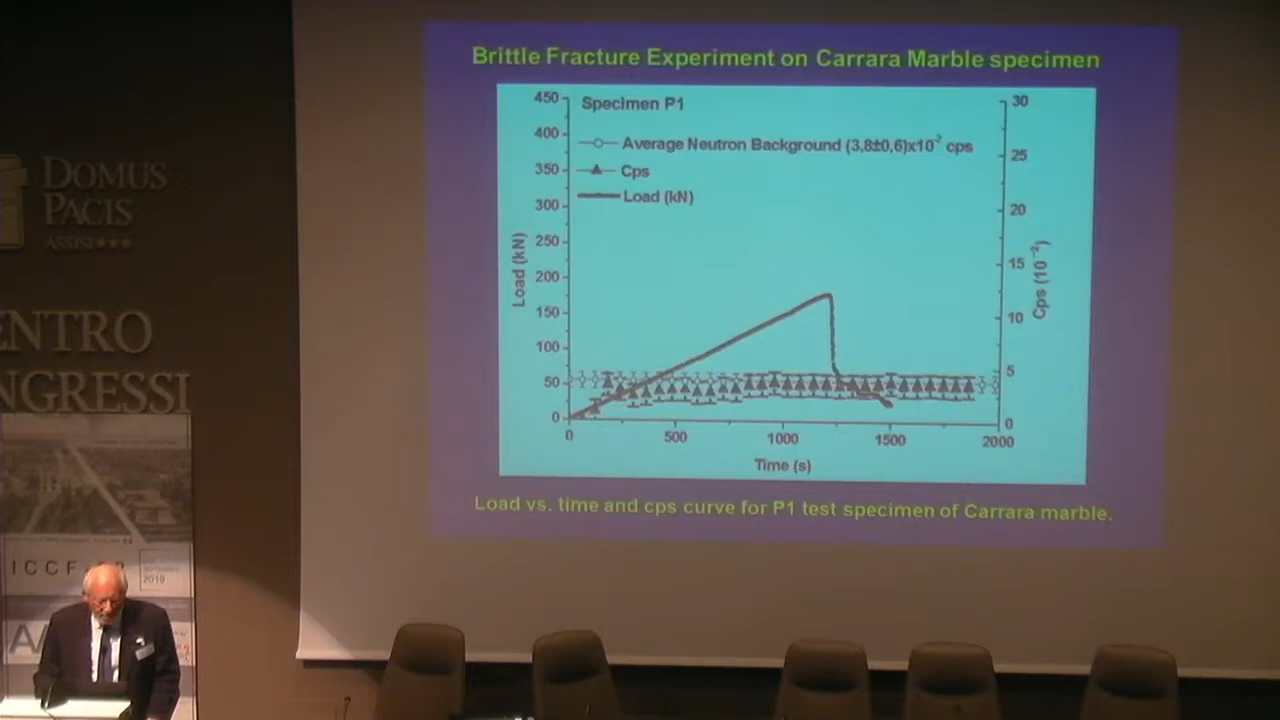 Brittle Fracture Experiment on Carrara Marble specimen
Specimen P1
Average Neutron Background (3,8±0,6)x10⁻² cps
Cps
Load (kN)
450
400
350
300
250
200
150
100
50
0
Load (kN)
30
25
20
15
10
5
0
Cps (10⁻²)
0 500 1000 1500 2000
Time (s)
Load vs. time and cps curve for P1 test specimen of Carrara marble.
DOMUS
PACIS
ASSISI
ENTRO
NGRESSI
ICCF
2019